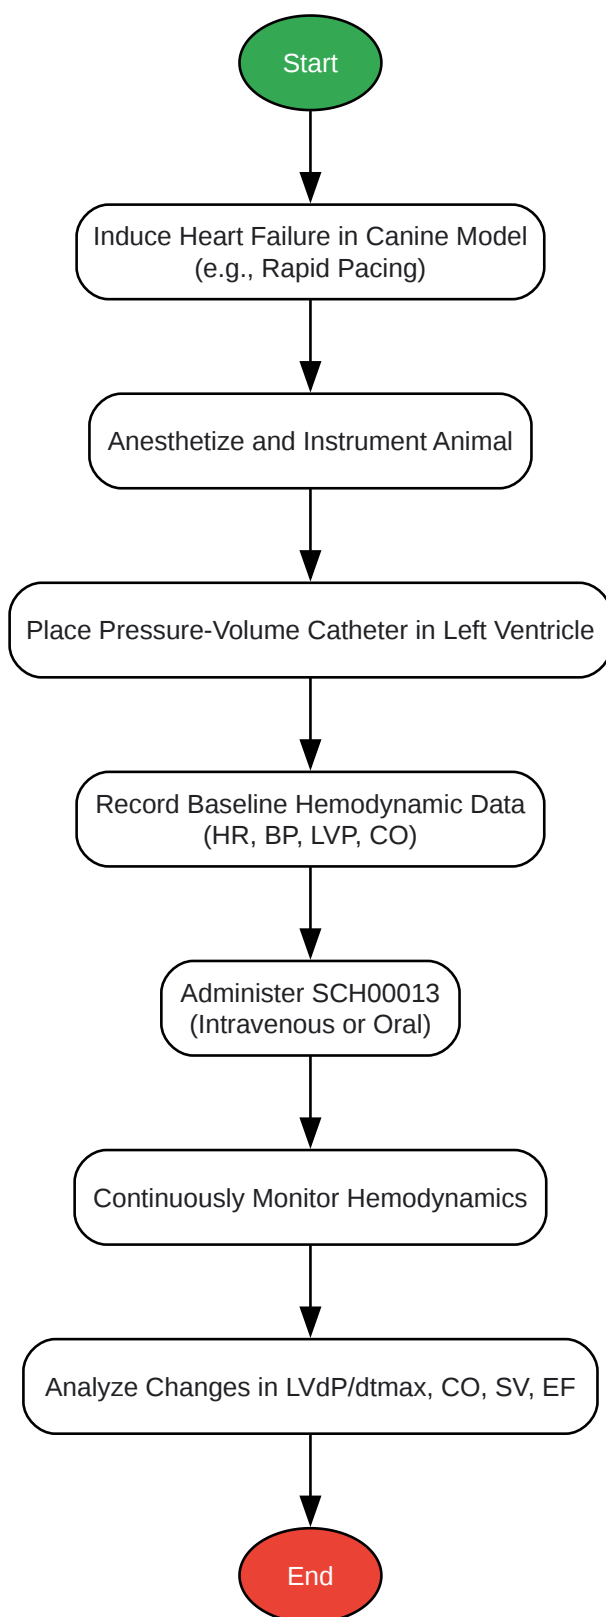 Start
Induce Heart Failure in Canine Model
(e.g., Rapid Pacing)
Anesthetize and Instrument Animal
Place Pressure-Volume Catheter in Left Ventricle
Record Baseline Hemodynamic Data
(HR, BP, LVP, CO)
Administer SCH00013
(Intravenous or Oral)
Continuously Monitor Hemodynamics
Analyze Changes in LVdP/dtmax, CO, SV, EF
End